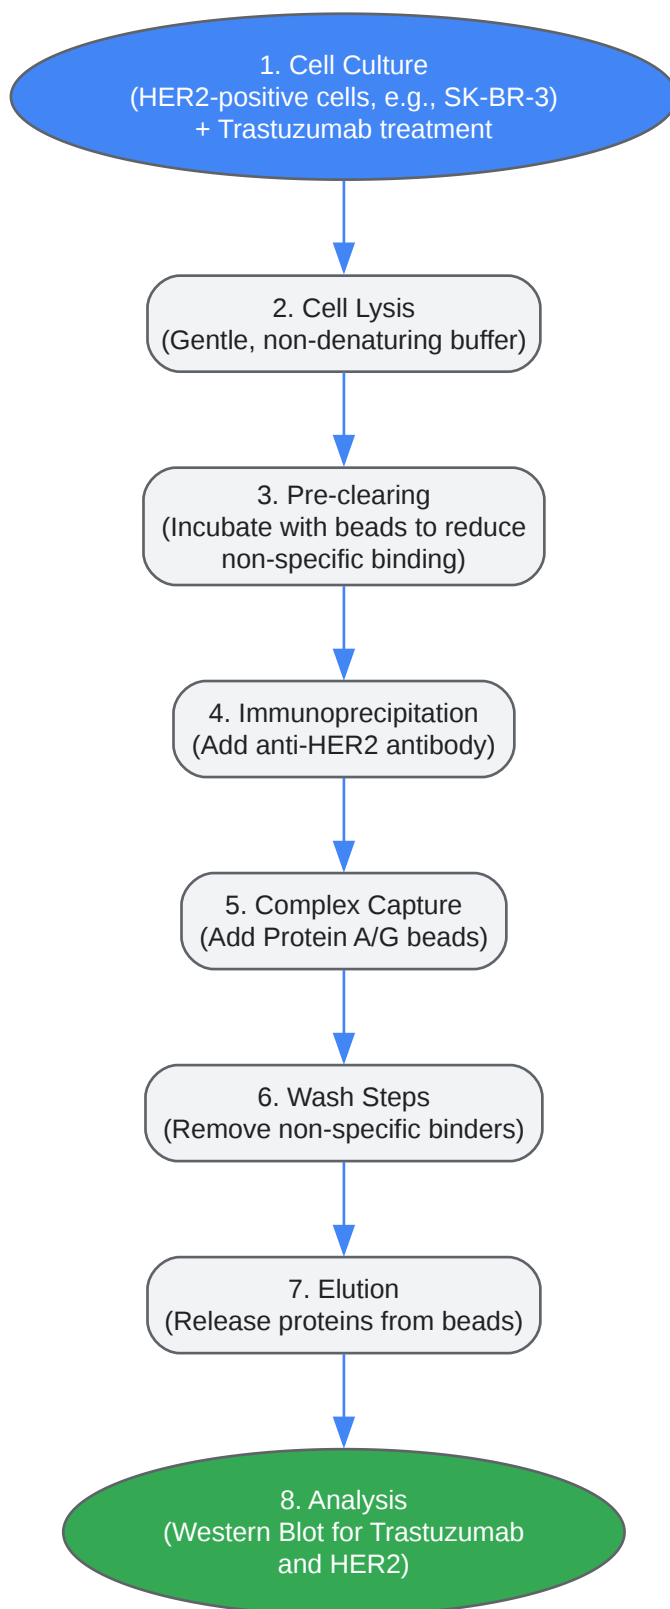 1. Cell Culture
(HER2-positive cells, e.g., SK-BR-3)
+ Trastuzumab treatment
2. Cell Lysis
(Gentle, non-denaturing buffer)
3. Pre-clearing
(Incubate with beads to reduce
non-specific binding)
4. Immunoprecipitation
(Add anti-HER2 antibody)
5. Complex Capture
(Add Protein A/G beads)
6. Wash Steps
(Remove non-specific binders)
7. Elution
(Release proteins from beads)
8. Analysis
(Western Blot for Trastuzumab
and HER2)